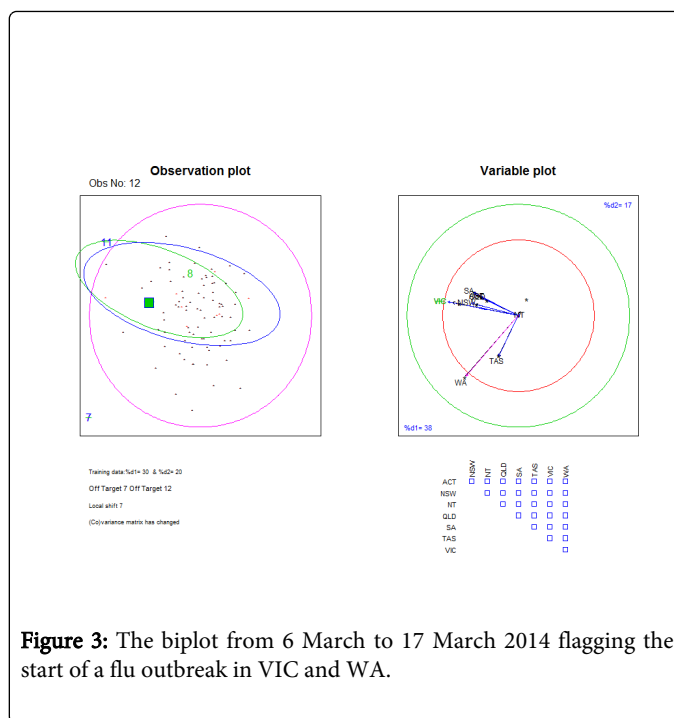 Observation plot
Obs No: 12
11
8
7
Training data:%d1= 30 & %d2= 20
Off Target 7 Off Target 12
Local shift 7
(Co)variance matrix has changed
Variable plot
%d2= 17
SA
VIC
NSW
NT
*
TAS
WA
%d1= 38
NSW NT QLD SA TAS VIC WA
ACT
NSW
NT
QLD
SA
TAS
VIC
Figure 3: The biplot from 6 March to 17 March 2014 flagging the
start of a flu outbreak in VIC and WA.